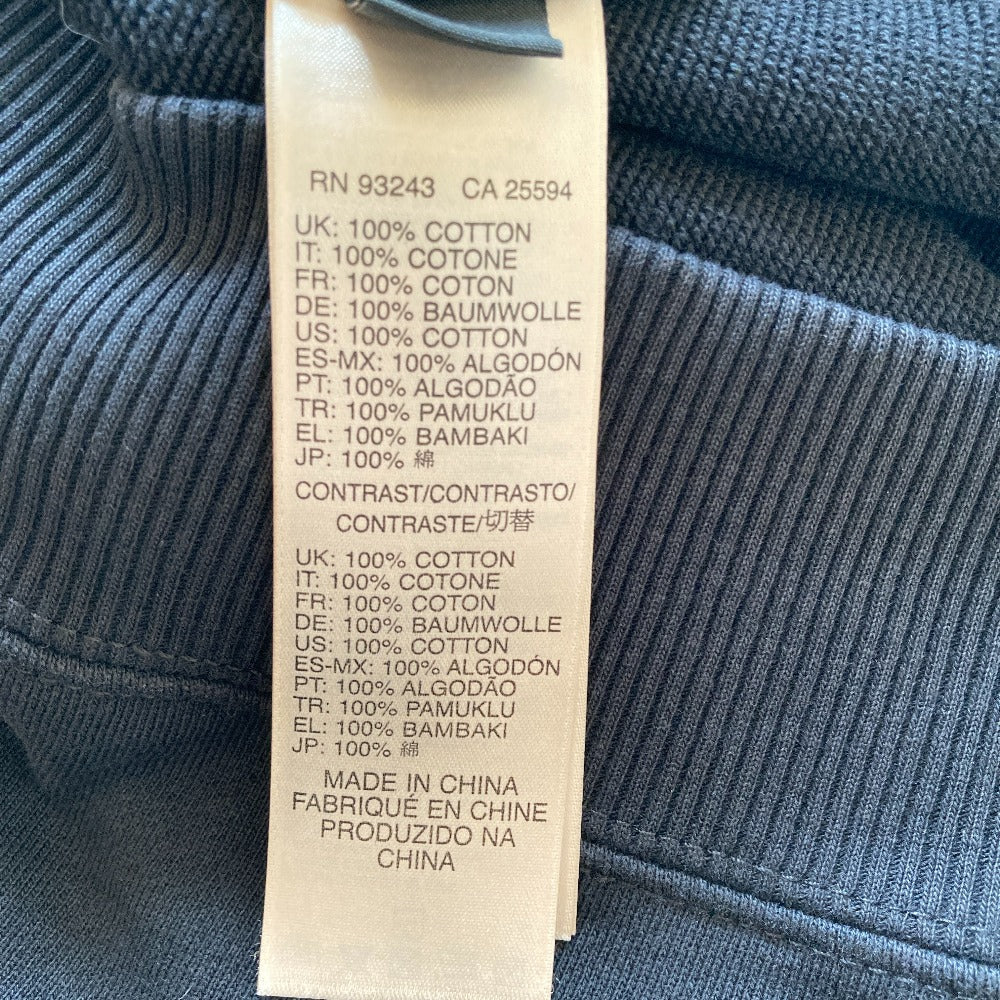 RN 93243 CA 25594
UK: 100% COTTON
IT: 100% COTONE
FR: 100% COTON
DE: 100% BAUMWOLLE
US: 100% COTTON
ES-MX: 100% ALGODÓN
PT: 100% ALGODÃO
TR: 100% PAMUKLU
EL: 100% BAMBAKI
JP: 100% 綿
CONTRAST/CONTRASTO/
CONTRASTE/切替
UK: 100% COTTON
IT: 100% COTONE
FR: 100% COTON
DE: 100% BAUMWOLLE
US: 100% COTTON
ES-MX: 100% ALGODÓN
PT: 100% ALGODÃO
TR: 100% PAMUKLU
EL: 100% BAMBAKI
JP: 100% 綿
MADE IN CHINA
FABRIQUÉ EN CHINE
PRODUZIDO NA
CHINA